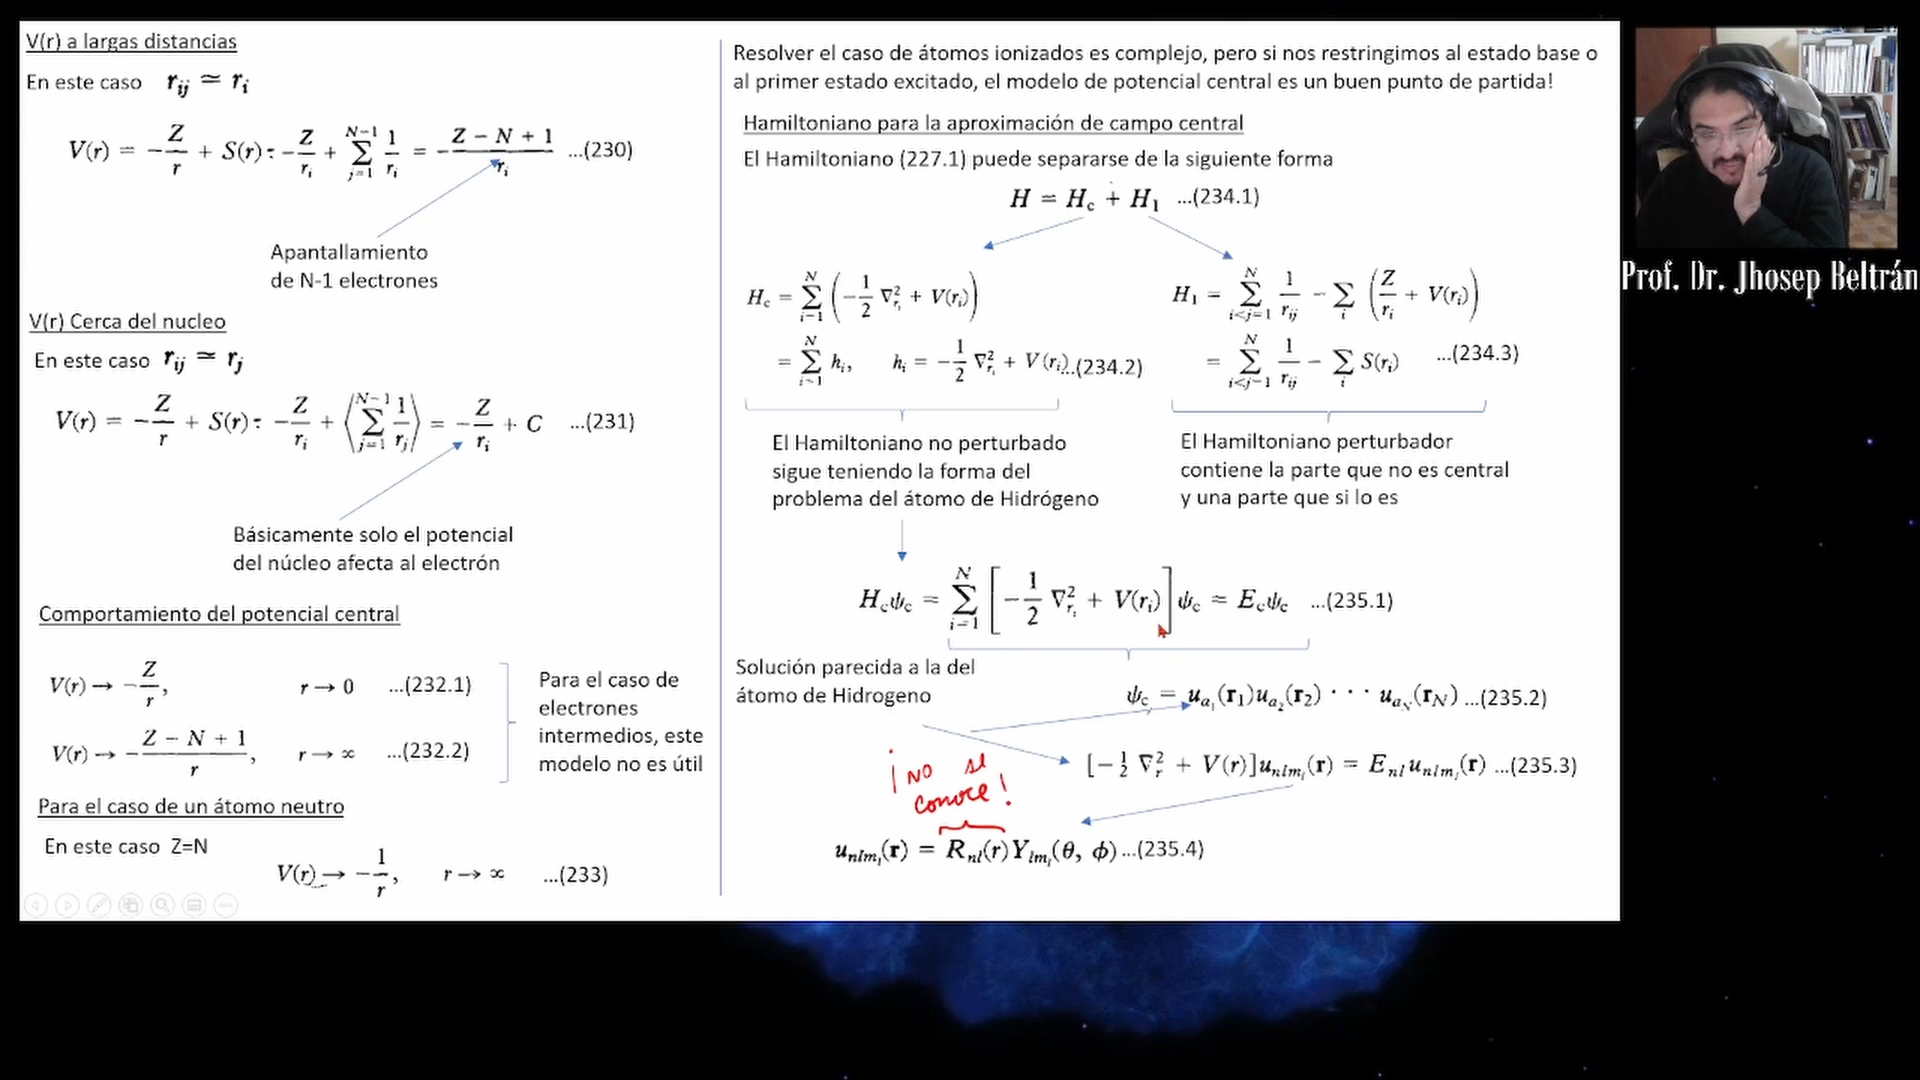 V(r) a largas distancias
En este caso r_ij ≃ r_i
V(r) = −Z/r + S(r) = −Z/r_i + Σ_{j=1}^{N−1} 1/r_i = −(Z − N + 1)/r_i ...(230)
Apantallamiento
de N-1 electrones
V(r) Cerca del nucleo
En este caso r_ij ≃ r_j
V(r) = −Z/r + S(r) = −Z/r_i + ⟨Σ_{j=1}^{N−1} 1/r_j⟩ = −Z/r_i + C ...(231)
Básicamente solo el potencial
del núcleo afecta al electrón
Comportamiento del potencial central
V(r) → −Z/r, r → 0 ...(232.1)
V(r) → −(Z − N + 1)/r, r → ∞ ...(232.2)
Para el caso de
electrones
intermedios, este
modelo no es útil
Para el caso de un átomo neutro
En este caso Z=N
V(r) → −1/r, r → ∞ ...(233)
Resolver el caso de átomos ionizados es complejo, pero si nos restringimos al estado base o
al primer estado excitado, el modelo de potencial central es un buen punto de partida!
Hamiltoniano para la aproximación de campo central
El Hamiltoniano (227.1) puede separarse de la siguiente forma
H = H_c + H_1 ...(234.1)
H_c = Σ_{i=1}^{N} (−1/2 ∇²_{r_i} + V(r_i))
= Σ_{i=1}^{N} h_i, h_i = −1/2 ∇²_{r_i} + V(r_i)...(234.2)
El Hamiltoniano no perturbado
sigue teniendo la forma del
problema del átomo de Hidrógeno
H_1 = Σ_{i<j=1}^{N} 1/r_ij − Σ_i (Z/r_i + V(r_i))
= Σ_{i<j=1}^{N} 1/r_ij − Σ_i S(r_i) ...(234.3)
El Hamiltoniano perturbador
contiene la parte que no es central
y una parte que si lo es
H_cψ_c = Σ_{i=1}^{N} [−1/2 ∇²_{r_i} + V(r_i)] ψ_c = E_cψ_c ...(235.1)
Solución parecida a la del
átomo de Hidrogeno
ψ_c = u_{a_1}(r_1)u_{a_2}(r_2) · · · u_{a_N}(r_N) ...(235.2)
[−1/2 ∇²_r + V(r)]u_{nlm_l}(r) = E_{nl}u_{nlm_l}(r) ...(235.3)
¡NO se
conoce!
u_{nlm_l}(r) = R_{nl}(r)Y_{lm_l}(θ, ϕ)...(235.4)
Prof. Dr. Jhosep Beltrán